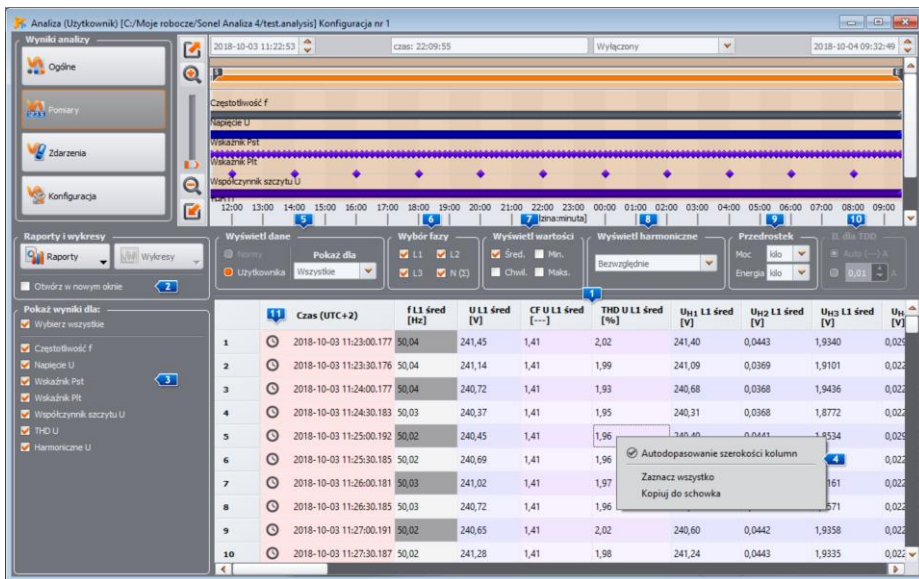 Analiza (Użytkownik) [C:/Moje robocze/Sonel Analiza 4/test.analysis] Konfiguracja nr 1
Wyniki analizy
Ogólne
Pomiary
Zdarzenia
Konfiguracja
2018-10-03 11:22:53 czas: 22:09:55 Wyłączony 2018-10-04 09:32:49
S E
Częstotliwość f
Napięcie U
Wskaźnik Pst
Wskaźnik Plt
Współczynnik szczytu U
THD U
12:00 13:00 14:00 15:00 16:00 17:00 18:00 19:00 20:00 21:00 22:00 23:00 00:00 01:00 02:00 03:00 04:00 05:00 06:00 07:00 08:00 09:00
5 6 7 8 9 10
Raporty i wykresy
Raporty Wykresy
Otwórz w nowym oknie 2
Wyświetl dane Wybór fazy Wyświetl wartości Wyświetl harmoniczne Przedrostek IL dla TDD
Normy Pokaż dla L1 L2 Śred. Min. Bezwzględnie Moc kilo Auto (---) A
Użytkownika Wszystkie L3 N (Σ) Chwil. Maks. Energia kilo 0,01 A
1
Pokaż wyniki dla:
Wybierz wszystkie
Częstotliwość f
Napięcie U
Wskaźnik Pst 3
Wskaźnik Plt
Współczynnik szczytu U
THD U
Harmoniczne U
11 Czas (UTC+2) f L1 śred [Hz] U L1 śred [V] CF U L1 śred [---] THD U L1 śred [%] UH1 L1 śred [V] UH2 L1 śred [V] UH3 L1 śred [V]
1 2018-10-03 11:23:00.177 50,04 241,45 1,41 2,02 241,40 0,0443 1,9340
2 2018-10-03 11:23:30.176 50,04 241,14 1,41 1,99 241,09 0,0369 1,9101
3 2018-10-03 11:24:00.177 50,04 240,72 1,41 1,93 240,68 0,0368 1,9436
4 2018-10-03 11:24:30.183 50,03 240,37 1,41 1,95 240,31 0,0368 1,8772
5 2018-10-03 11:25:00.192 50,02 240,45 1,41 1,96
6 2018-10-03 11:25:30.185 50,02 240,69 1,41 1,96
7 2018-10-03 11:26:00.181 50,03 241,02 1,41 1,97
8 2018-10-03 11:26:30.185 50,03 240,72 1,41 1,96
9 2018-10-03 11:27:00.191 50,02 240,65 1,41 2,02 240,60 0,0442 1,9358
10 2018-10-03 11:27:30.187 50,02 241,28 1,41 1,98 241,24 0,0443 1,9335
Autodopasowanie szerokości kolumn 4
Zaznacz wszystko
Kopiuj do schowka